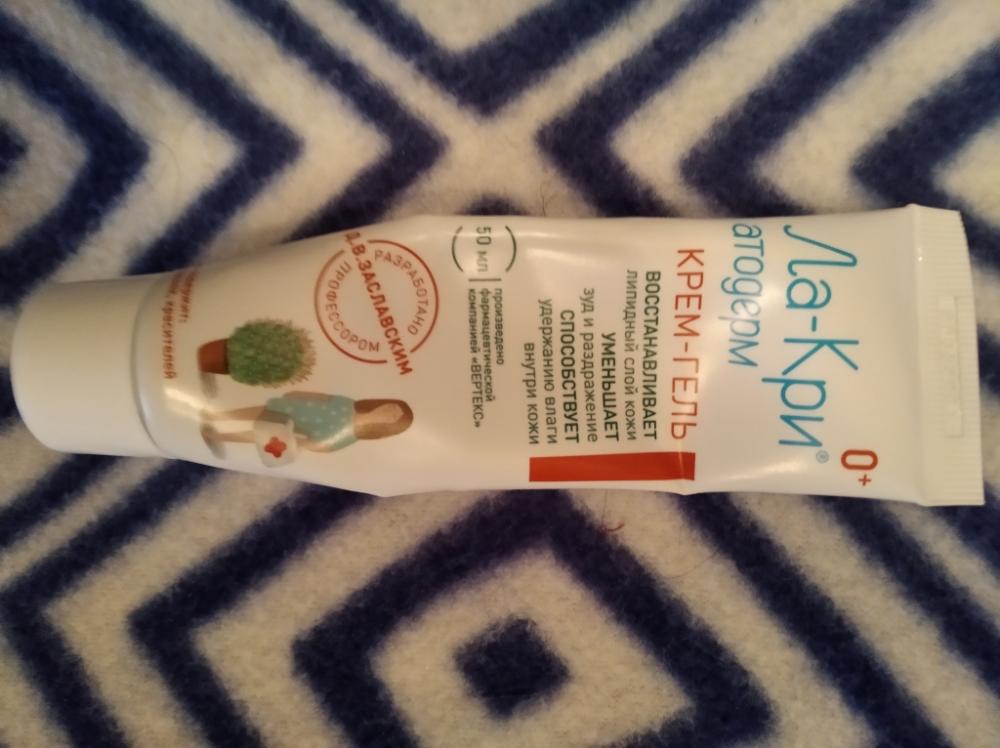 0+
Ла-Кри®
атодерм
КРЕМ-ГЕЛЬ
ВОССТАНАВЛИВАЕТ
липидный слой кожи
УМЕНЬШАЕТ
зуд и раздражение
СПОСОБСТВУЕТ
удержанию влаги
внутри кожи
50 мл
произведено
фармацевтической
компанией «ВЕРТЕКС»
РАЗРАБОТАНО
Д.В.ЗАСЛАВСКИМ
ПРОФЕССОРОМ
красителей